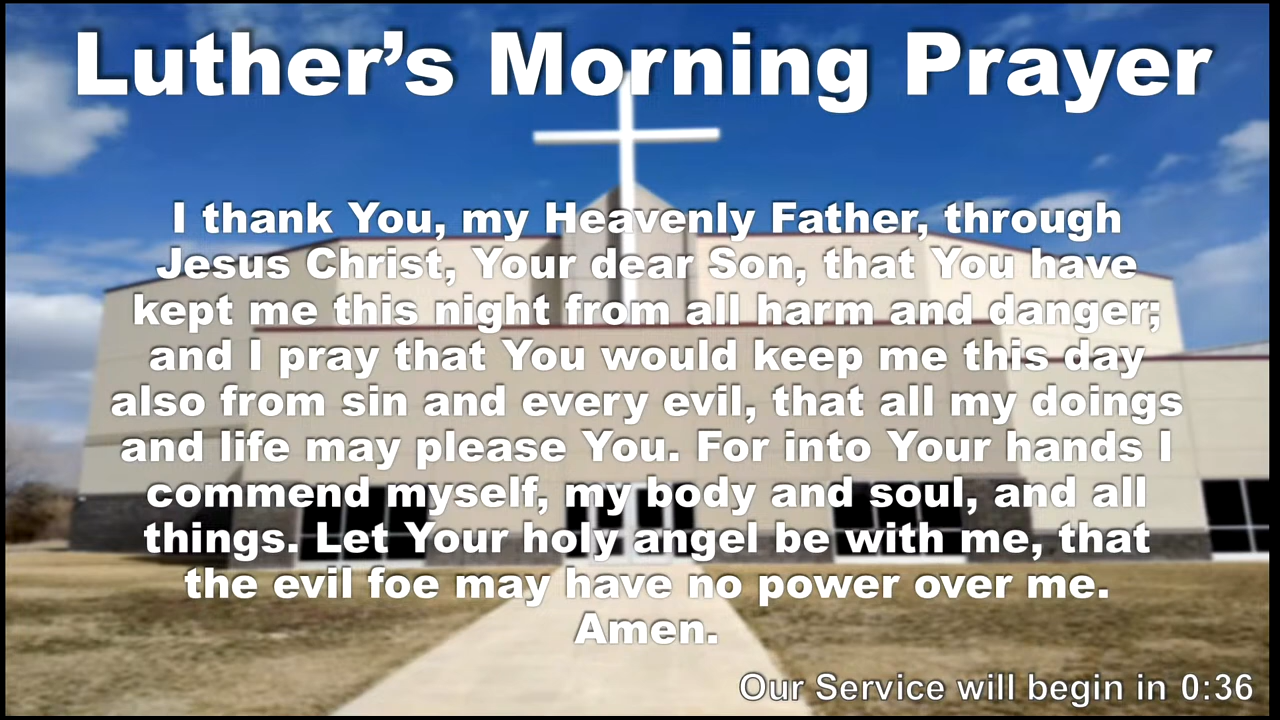 Luther’s Morning Prayer
I thank You, my Heavenly Father, through
Jesus Christ, Your dear Son, that You have
kept me this night from all harm and danger;
and I pray that You would keep me this day
also from sin and every evil, that all my doings
and life may please You. For into Your hands I
commend myself, my body and soul, and all
things. Let Your holy angel be with me, that
the evil foe may have no power over me.
Amen.
Our Service will begin in 0:36